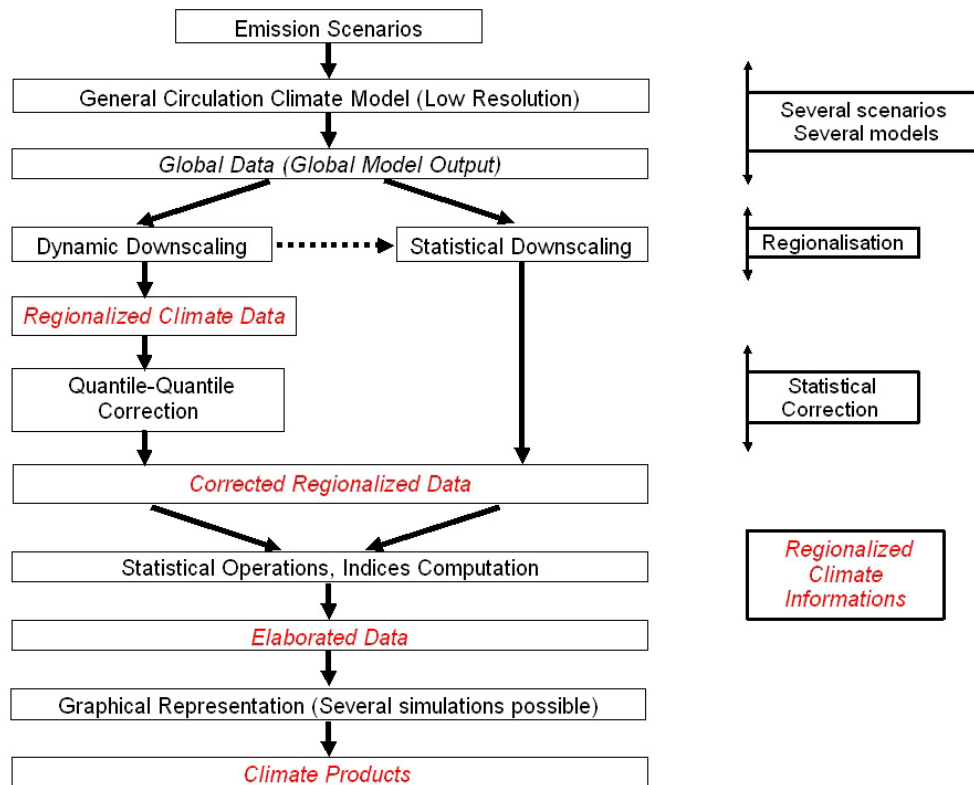 Emission Scenarios
General Circulation Climate Model (Low Resolution)
Global Data (Global Model Output)
Dynamic Downscaling
Statistical Downscaling
Regionalized Climate Data
Quantile-Quantile
Correction
Corrected Regionalized Data
Statistical Operations, Indices Computation
Elaborated Data
Graphical Representation (Several simulations possible)
Climate Products
Several scenarios
Several models
Regionalisation
Statistical
Correction
Regionalized
Climate
Informations